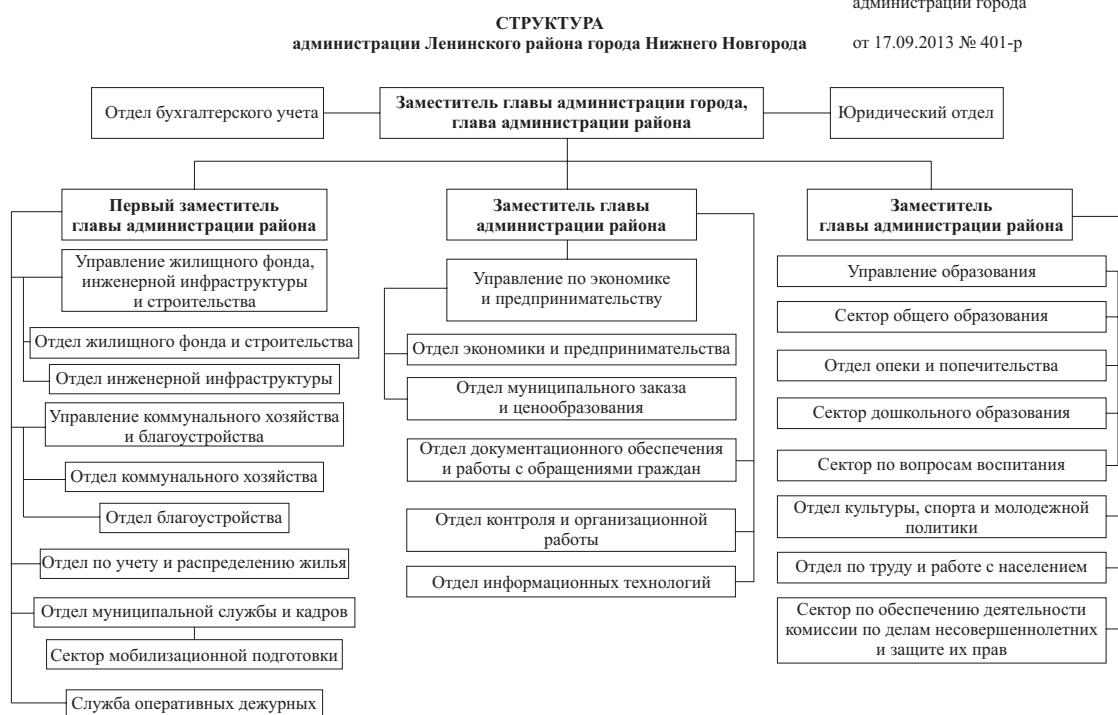 администрации города
СТРУКТУРА
администрации Ленинского района города Нижнего Новгорода
от 17.09.2013 № 401-р
Отдел бухгалтерского учета
Заместитель главы администрации города,
глава администрации района
Юридический отдел
Первый заместитель
главы администрации района
Управление жилищного фонда,
инженерной инфраструктуры
и строительства
Отдел жилищного фонда и строительства
Отдел инженерной инфраструктуры
Управление коммунального хозяйства
и благоустройства
Отдел коммунального хозяйства
Отдел благоустройства
Отдел по учету и распределению жилья
Отдел муниципальной службы и кадров
Сектор мобилизационной подготовки
Служба оперативных дежурных
Заместитель главы
администрации района
Управление по экономике
и предпринимательству
Отдел экономики и предпринимательства
Отдел муниципального заказа
и ценообразования
Отдел документационного обеспечения
и работы с обращениями граждан
Отдел контроля и организационной
работы
Отдел информационных технологий
Заместитель
главы администрации района
Управление образования
Сектор общего образования
Отдел опеки и попечительства
Сектор дошкольного образования
Сектор по вопросам воспитания
Отдел культуры, спорта и молодежной
политики
Отдел по труду и работе с населением
Сектор по обеспечению деятельности
комиссии по делам несовершеннолетних
и защите их прав